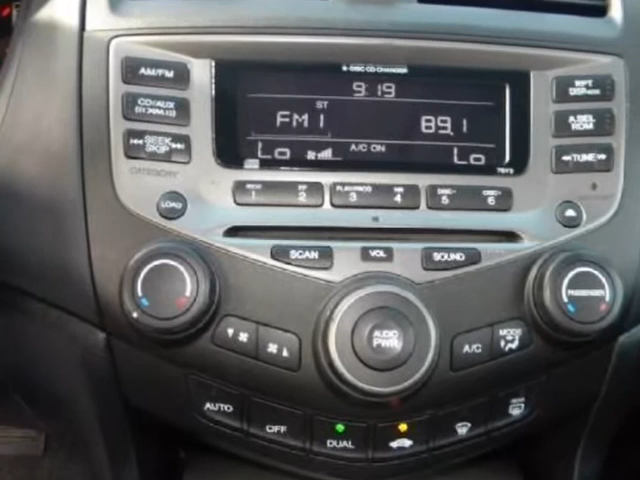 6-DISC CD CHANGER
AM/FM
9:19
CD/AUX
ST
FM1 89.1
A.SEL
RDM
SEEK
SKIP
Lo A/C ON Lo
TUNE
CATEGORY
LOAD
1 2 3 4 5 6
SCAN VOL SOUND
PASSENGER
AUDIO
PWR
A/C MODE
AUTO
OFF
DUAL